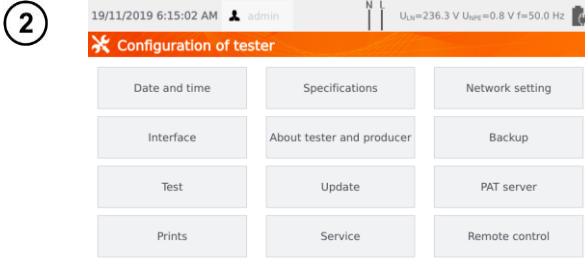 2
19/11/2019 6:15:02 AM admin N L U_LN=236.3 V U_NPE=0.8 V f=50.0 Hz
Configuration of tester
Date and time Specifications Network setting
Interface About tester and producer Backup
Test Update PAT server
Prints Service Remote control